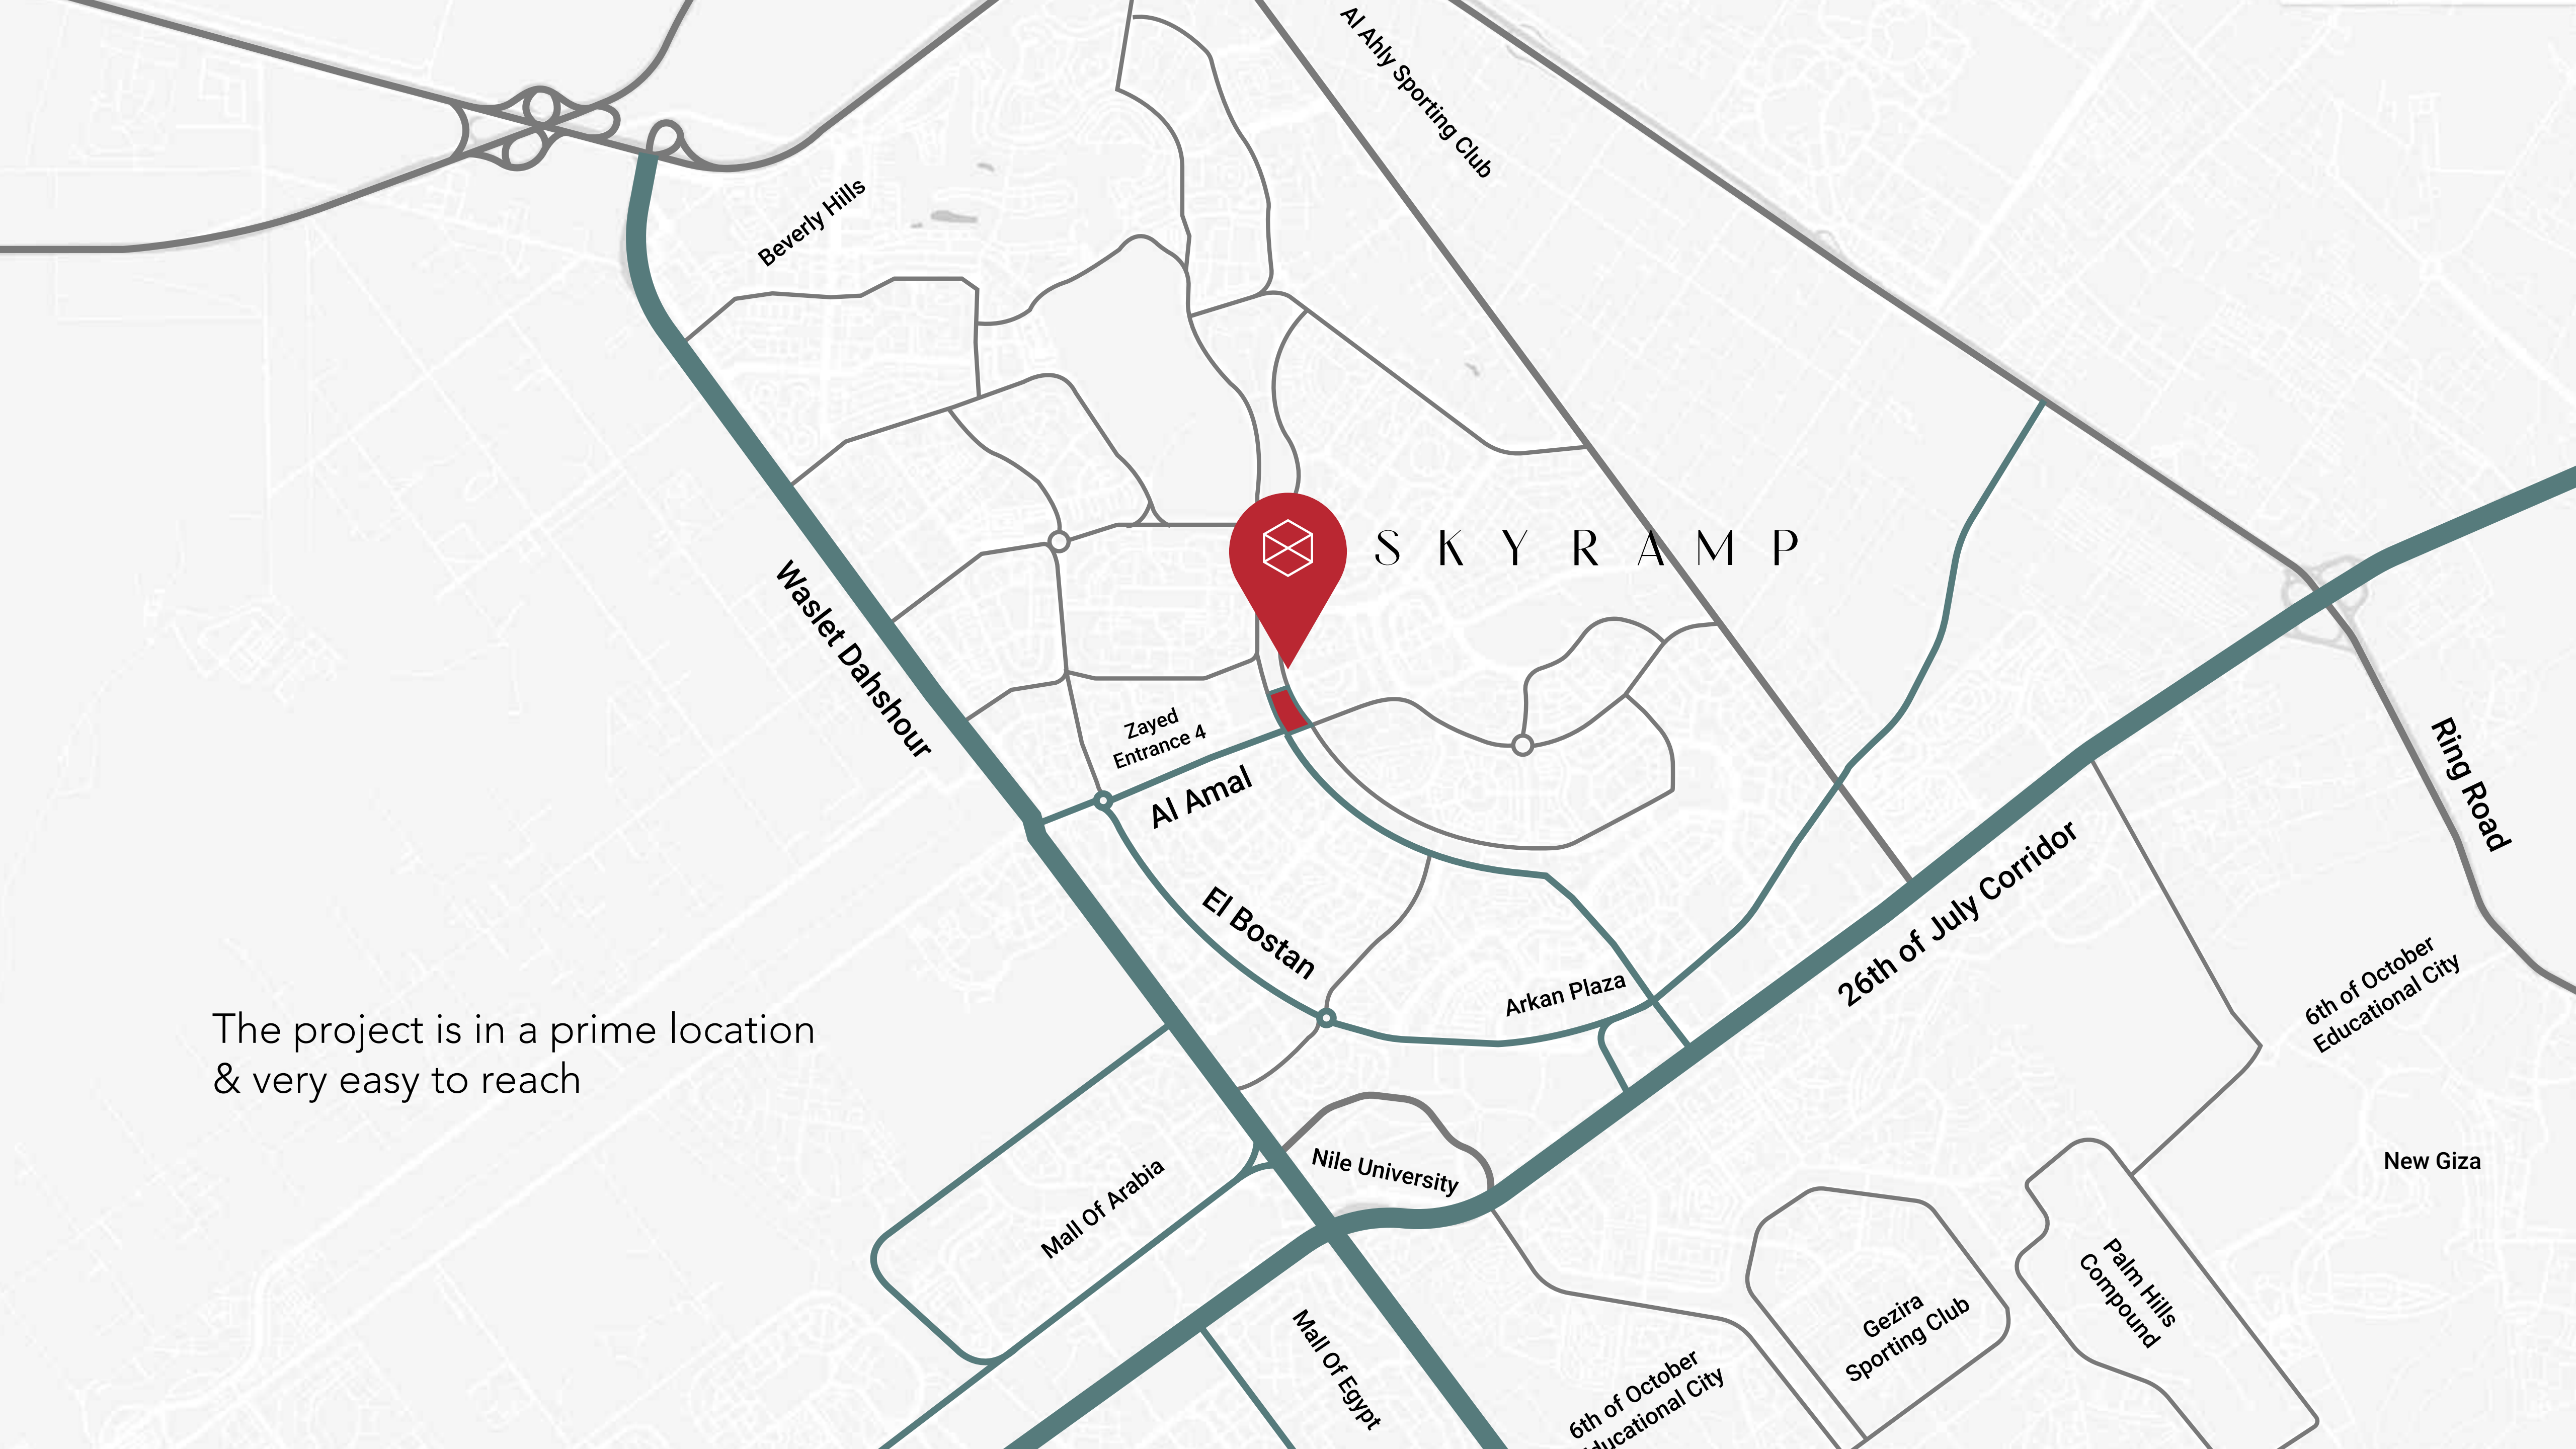 Al Ahly Sporting Club
Beverly Hills
SKYRAMP
Waslet Dahshour
Zayed
Entrance 4
Al Amal
Ring Road
El Bostan
26th of July Corridor
Arkan Plaza
6th of October
Educational City
The project is in a prime location
& very easy to reach
Nile University
New Giza
Mall Of Arabia
Palm Hills
Compound
Gezira
Sporting Club
Mall Of Egypt
6th of October
ducational City